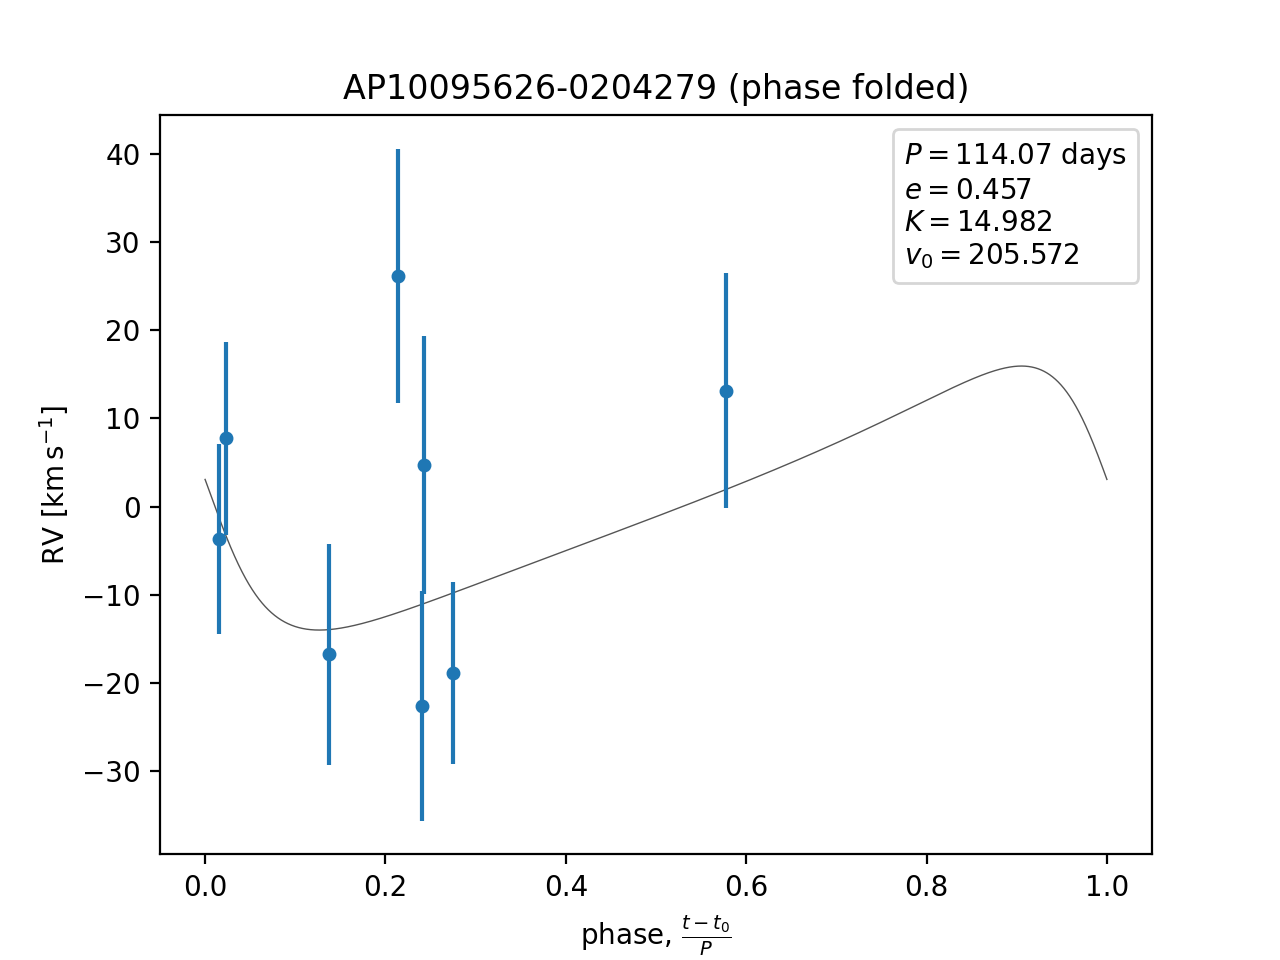 AP10095626-0204279 (phase folded)
P = 114.07 days
e = 0.457
K = 14.982
v₀ = 205.572
RV [km s⁻¹]
40
30
20
10
0
−10
−20
−30
0.0 0.2 0.4 0.6 0.8 1.0
phase, (t − t₀)/P